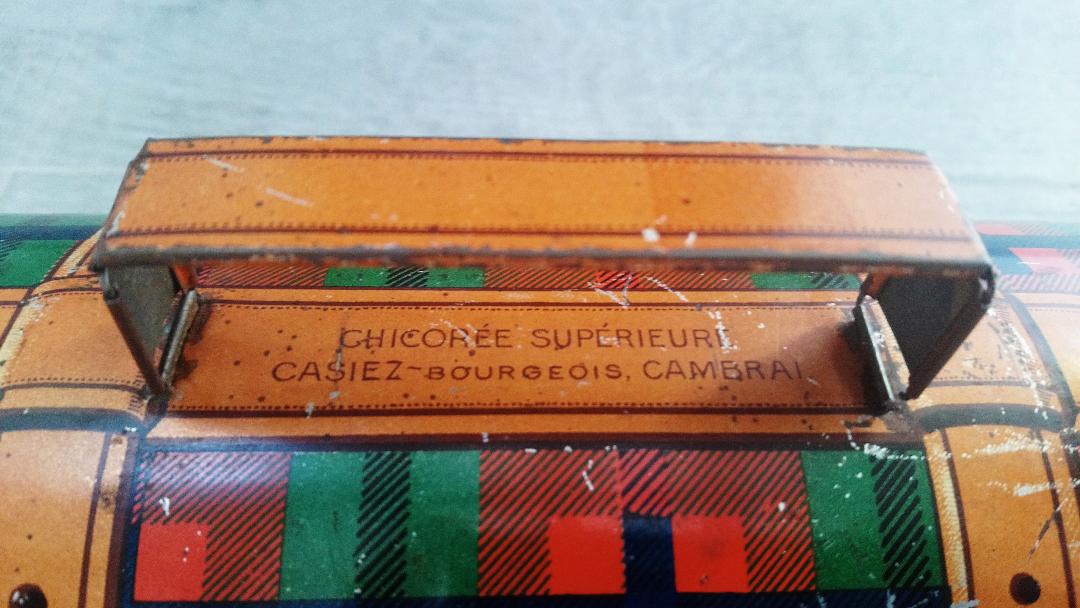 CHICORÉE SUPÉRIEURE
CASIEZ~BOURGEOIS, CAMBRAI.